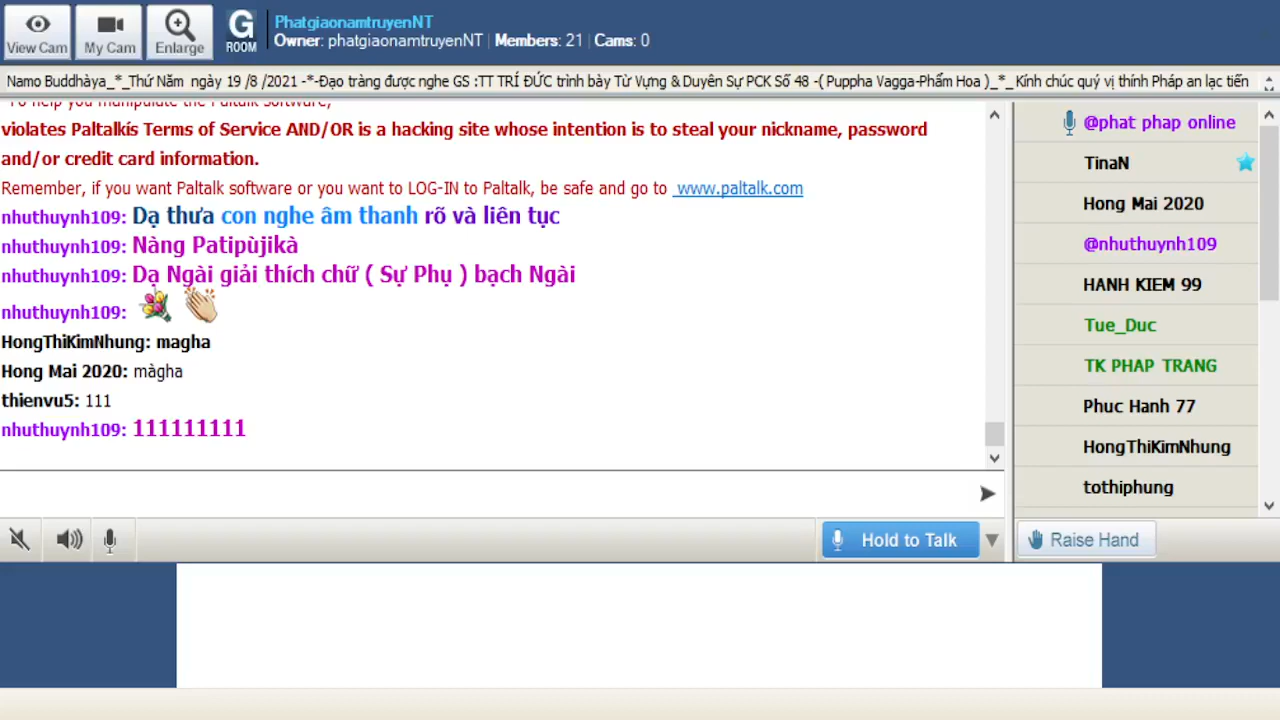 View Cam
My Cam
Enlarge
G
ROOM
PhatgiaonamtruyenNT
Owner: phatgiaonamtruyenNT | Members: 21 | Cams: 0
Namo Buddhàya_*_Thứ Năm ngày 19 /8 /2021 -*-Đạo tràng được nghe GS :TT TRÍ ĐỨC trình bày Từ Vựng & Duyên Sự PCK Số 48 -( Puppha Vagga-Phẩm Hoa )_*_Kính chúc quý vị thính Pháp an lạc tiến
To help you manipulate the Paltalk software,
violates Paltalkís Terms of Service AND/OR is a hacking site whose intention is to steal your nickname, password
and/or credit card information.
Remember, if you want Paltalk software or you want to LOG-IN to Paltalk, be safe and go to www.paltalk.com
nhuthuynh109: Dạ thưa con nghe âm thanh rõ và liên tục
nhuthuynh109: Nàng Patipùjikà
nhuthuynh109: Dạ Ngài giải thích chữ ( Sự Phụ ) bạch Ngài
nhuthuynh109:
HongThiKimNhung: magha
Hong Mai 2020: màgha
thienvu5: 111
nhuthuynh109: 111111111
@phat phap online
TinaN
Hong Mai 2020
@nhuthuynh109
HANH KIEM 99
Tue_Duc
TK PHAP TRANG
Phuc Hanh 77
HongThiKimNhung
tothiphung
Hold to Talk
Raise Hand